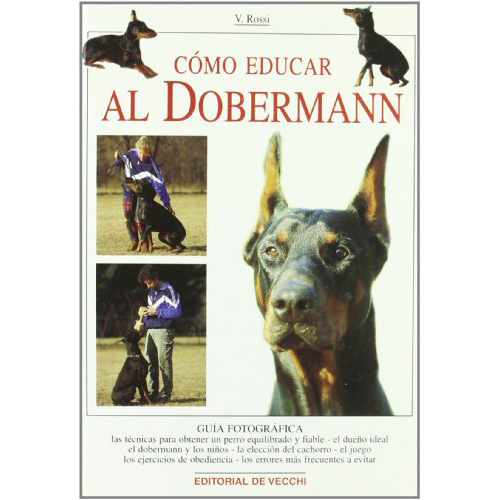 V. Rossi
CÓMO EDUCAR
AL DOBERMANN
GUÍA FOTOGRÁFICA
las técnicas para obtener un perro equilibrado y fiable - el dueño ideal
el dobermann y los niños - la elección del cachorro - el juego
los ejercicios de obediencia - los errores más frecuentes a evitar
EDITORIAL DE VECCHI